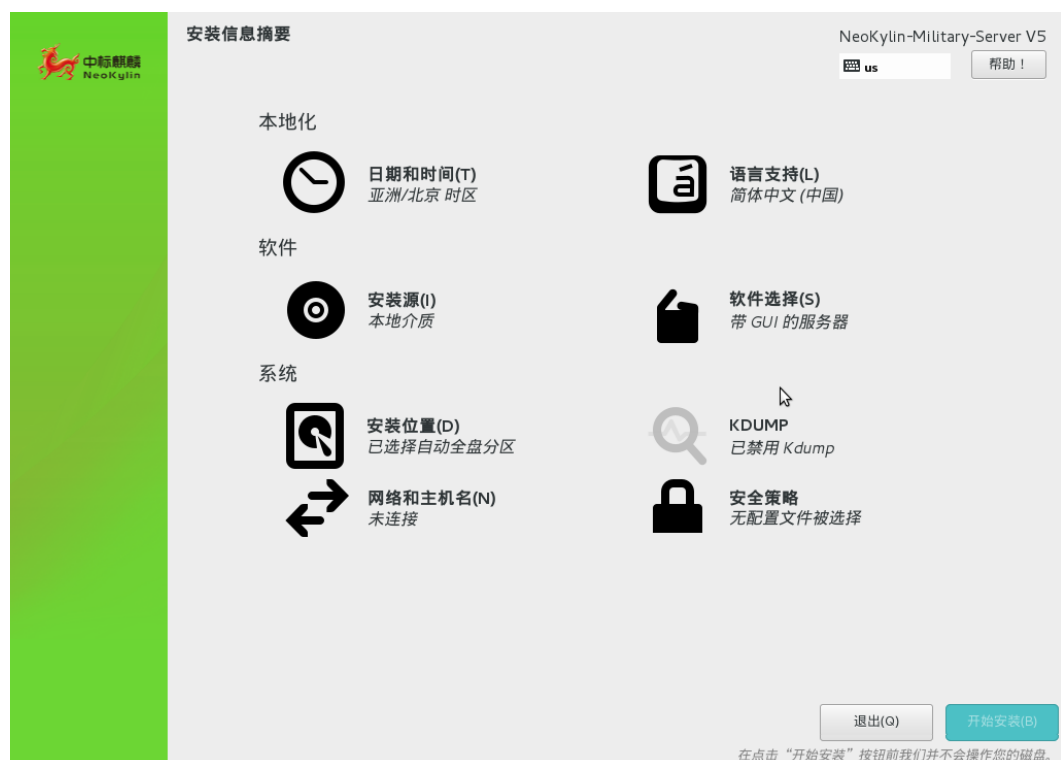 安装信息摘要
NeoKylin-Military-Server V5
中标麒麟
NeoKylin
us
帮助！
本地化
日期和时间(T)
亚洲/北京 时区
语言支持(L)
简体中文 (中国)
软件
安装源(I)
本地介质
软件选择(S)
带 GUI 的服务器
系统
安装位置(D)
已选择自动全盘分区
KDUMP
已禁用 Kdump
网络和主机名(N)
未连接
安全策略
无配置文件被选择
退出(Q)
开始安装(B)
在点击“开始安装”按钮前我们并不会操作您的磁盘。